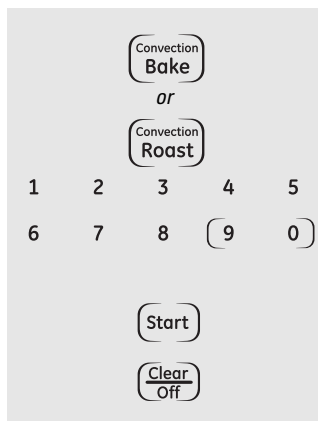 Convection
Bake
or
Convection
Roast
1 2 3 4 5
6 7 8 9 0
Start
Clear
Off